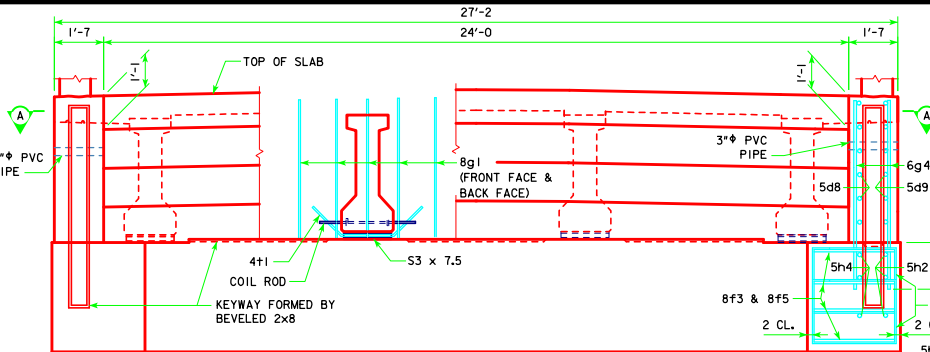 27'-2
1'-7
24'-0
1'-7
1'-1
TOP OF SLAB
1'-1
A
A
"φ PVC
IPE
3"φ PVC
PIPE
8g1
(FRONT FACE &
BACK FACE)
6g4
5d8
5d9
4t1
S3 x 7.5
COIL ROD
KEYWAY FORMED BY
BEVELED 2x8
5h4
5h2
8f3 & 8f5
2 CL.
2 C
5h